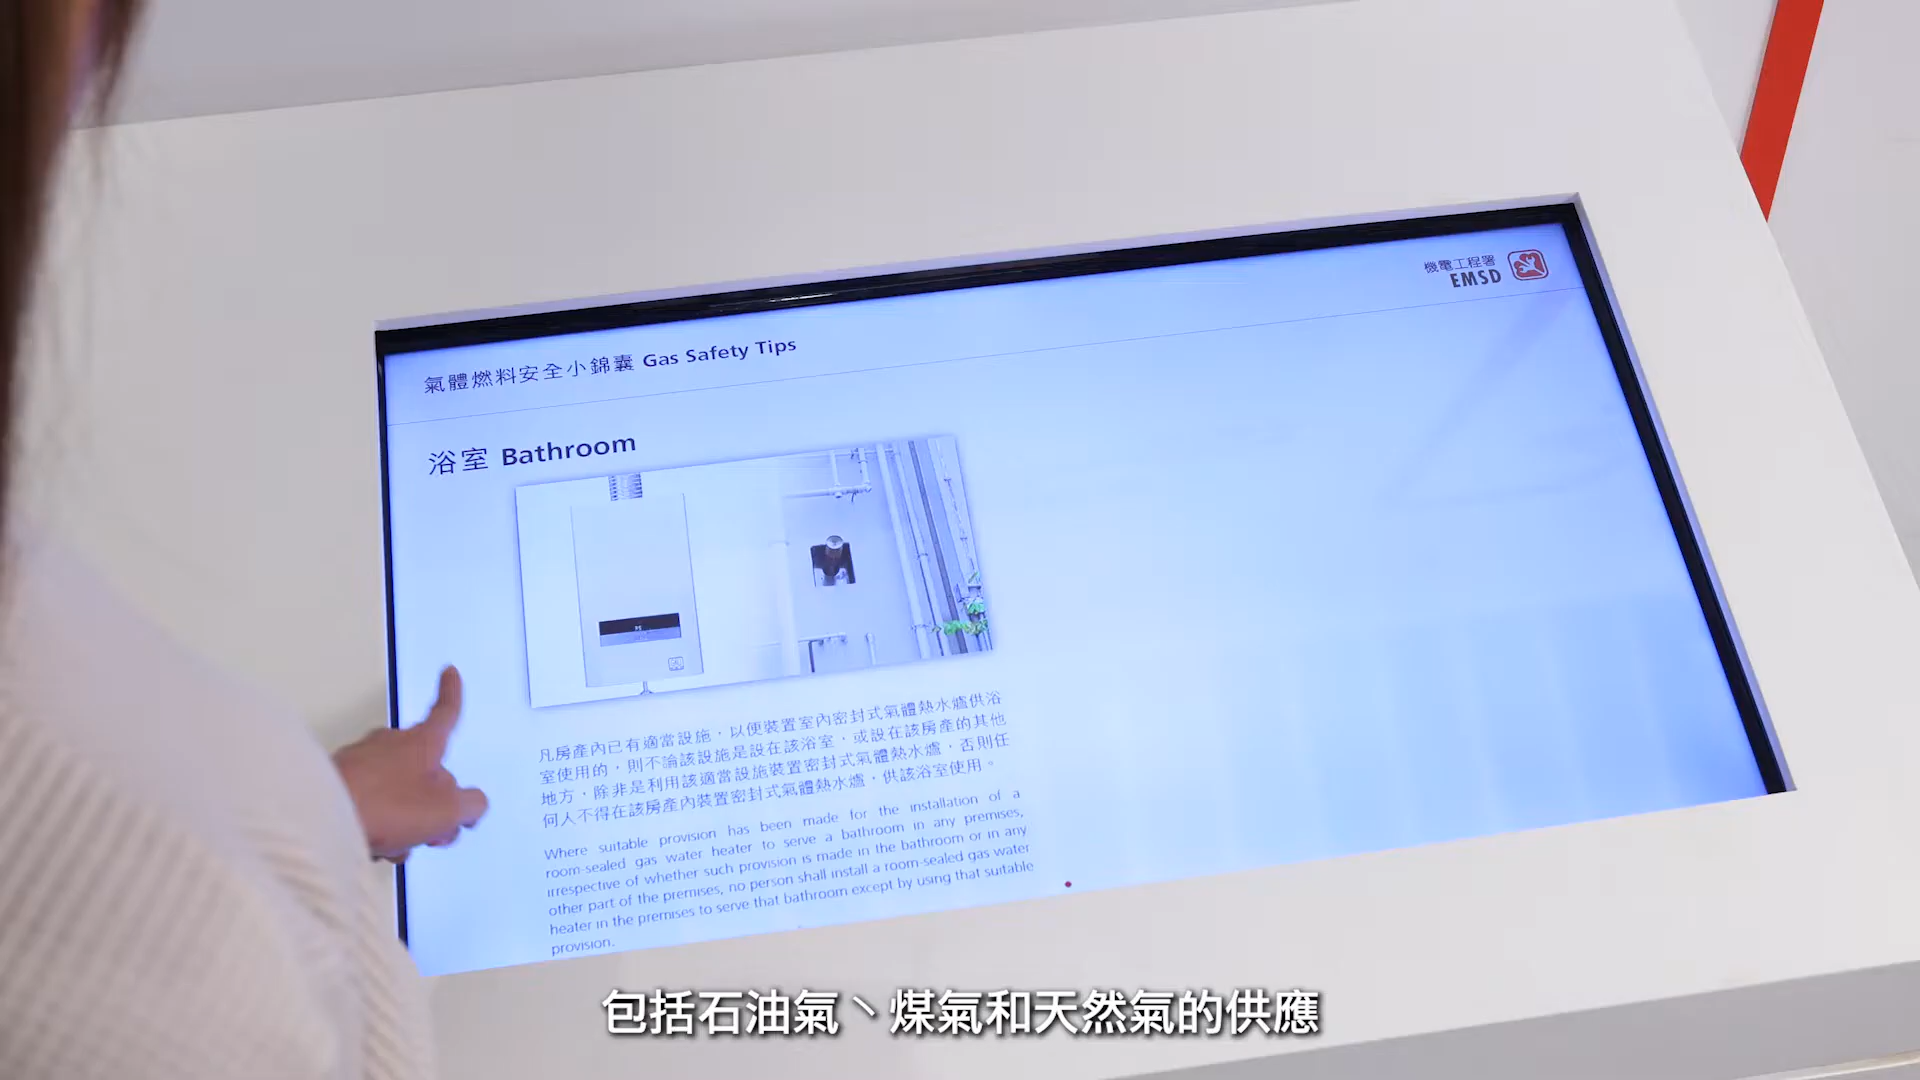 機電工程署
EMSD
氣體燃料安全小錦囊 Gas Safety Tips
浴室 Bathroom
凡房產內已有適當設施，以便裝置室內密封式氣體熱水爐供浴
室使用的，則不論該設施是設在該浴室，或設在該房產的其他
地方，除非是利用該適當設施裝置密封式氣體熱水爐，否則任
何人不得在該房產內裝置密封式氣體熱水爐，供該浴室使用。
Where suitable provision has been made for the installation of a
room-sealed gas water heater to serve a bathroom in any premises,
irrespective of whether such provision is made in the bathroom or in any
other part of the premises, no person shall install a room-sealed gas water
heater in the premises to serve that bathroom except by using that suitable
provision.
包括石油氣、煤氣和天然氣的供應